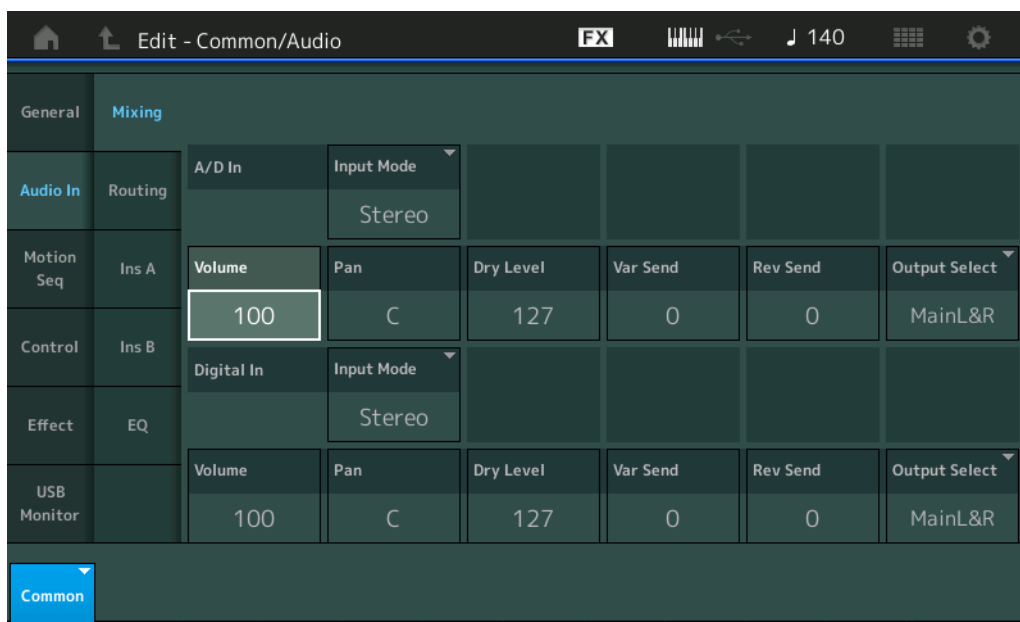 Edit - Common/Audio
FX
♩ 140
General
Mixing
Audio In
Routing
Motion
Seq
Ins A
Control
Ins B
Effect
EQ
USB
Monitor
A/D In
Input Mode
Stereo
Volume
Pan
Dry Level
Var Send
Rev Send
Output Select
100
C
127
0
0
MainL&R
Digital In
Input Mode
Stereo
Volume
Pan
Dry Level
Var Send
Rev Send
Output Select
100
C
127
0
0
MainL&R
Common